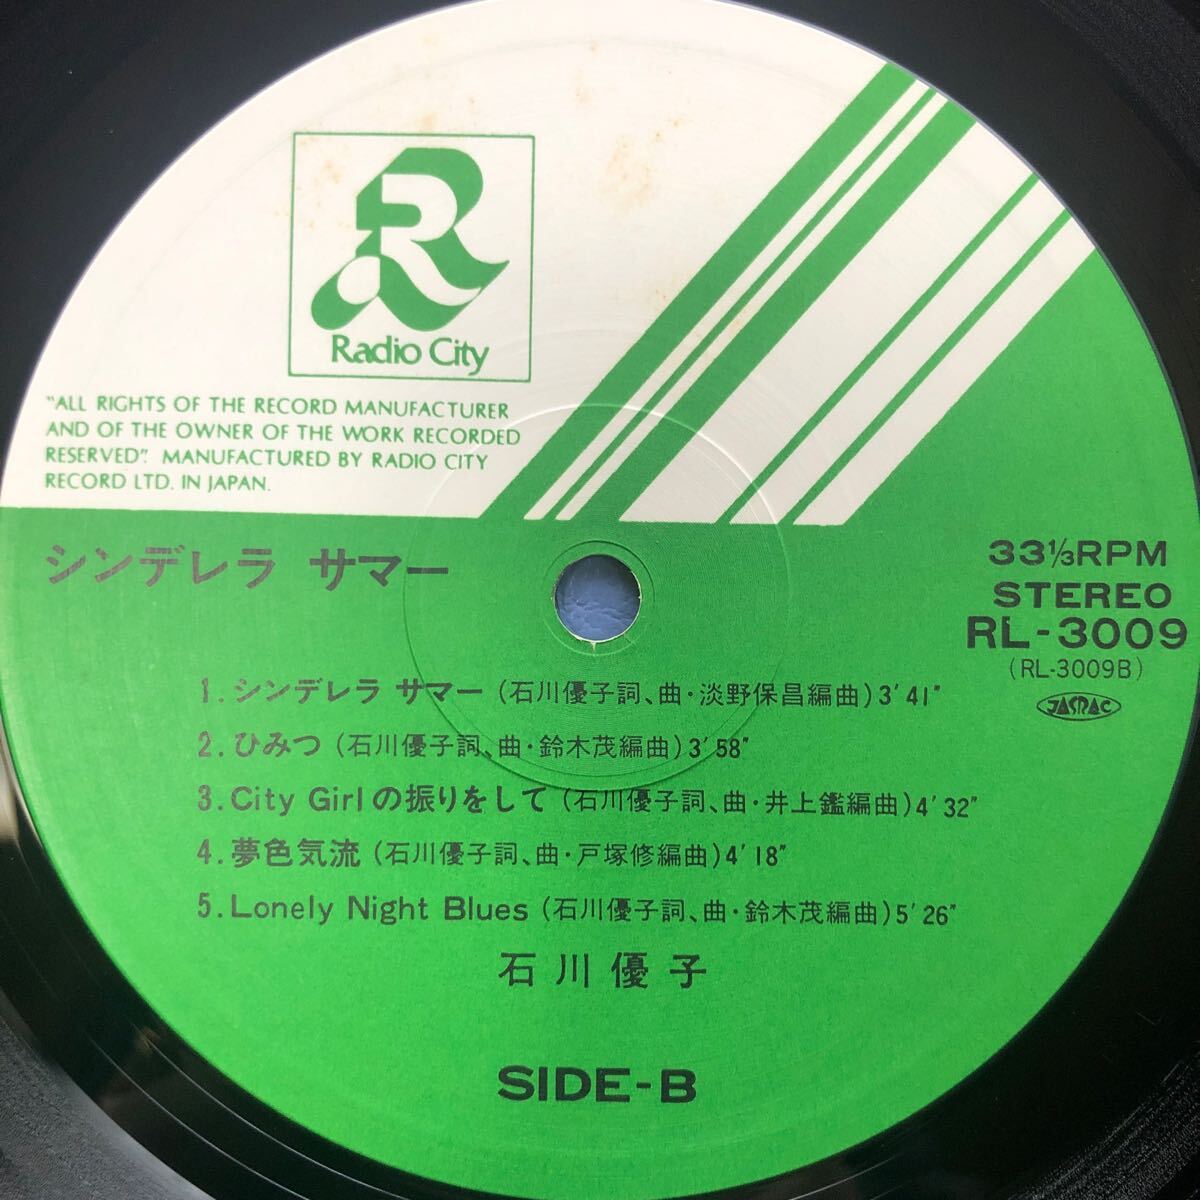 R
Radio City
"ALL RIGHTS OF THE RECORD MANUFACTURER
AND OF THE OWNER OF THE WORK RECORDED
RESERVED". MANUFACTURED BY RADIO CITY
RECORD LTD. IN JAPAN.
シンデレラ サマー
33⅓RPM
STEREO
RL-3009
(RL-3009B)
JASRAC
1. シンデレラ サマー (石川優子詞、曲・淡野保昌編曲) 3'41"
2. ひみつ (石川優子詞、曲・鈴木茂編曲) 3'58"
3. City Girlの振りをして (石川優子詞、曲・井上鑑編曲) 4'32"
4. 夢色気流 (石川優子詞、曲・戸塚修編曲) 4'18"
5. Lonely Night Blues (石川優子詞、曲・鈴木茂編曲) 5'26"
石川優子
SIDE-B